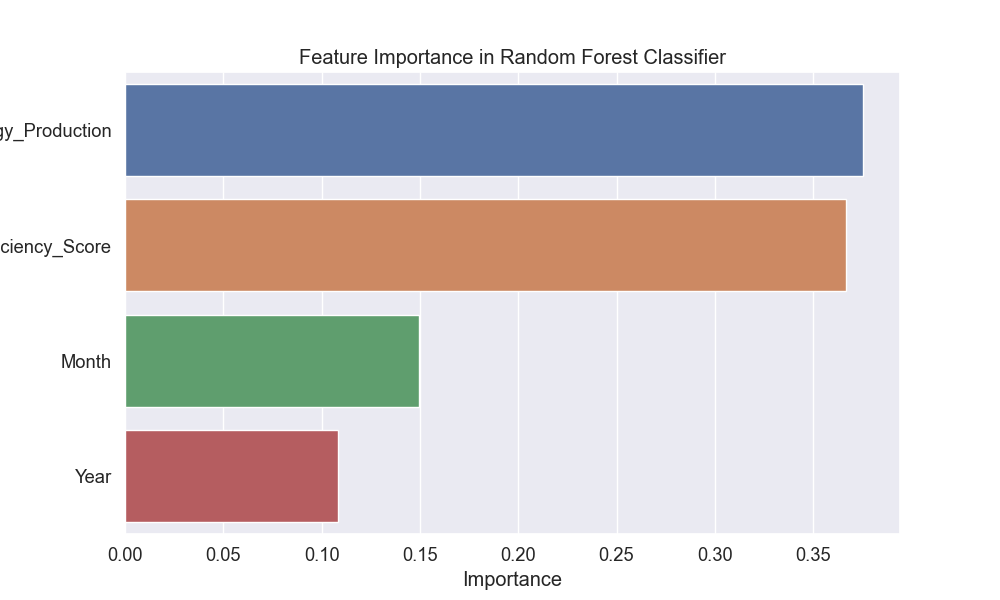 Feature Importance in Random Forest Classifier
gy_Production
ciency_Score
Month
Year
0.00 0.05 0.10 0.15 0.20 0.25 0.30 0.35
Importance